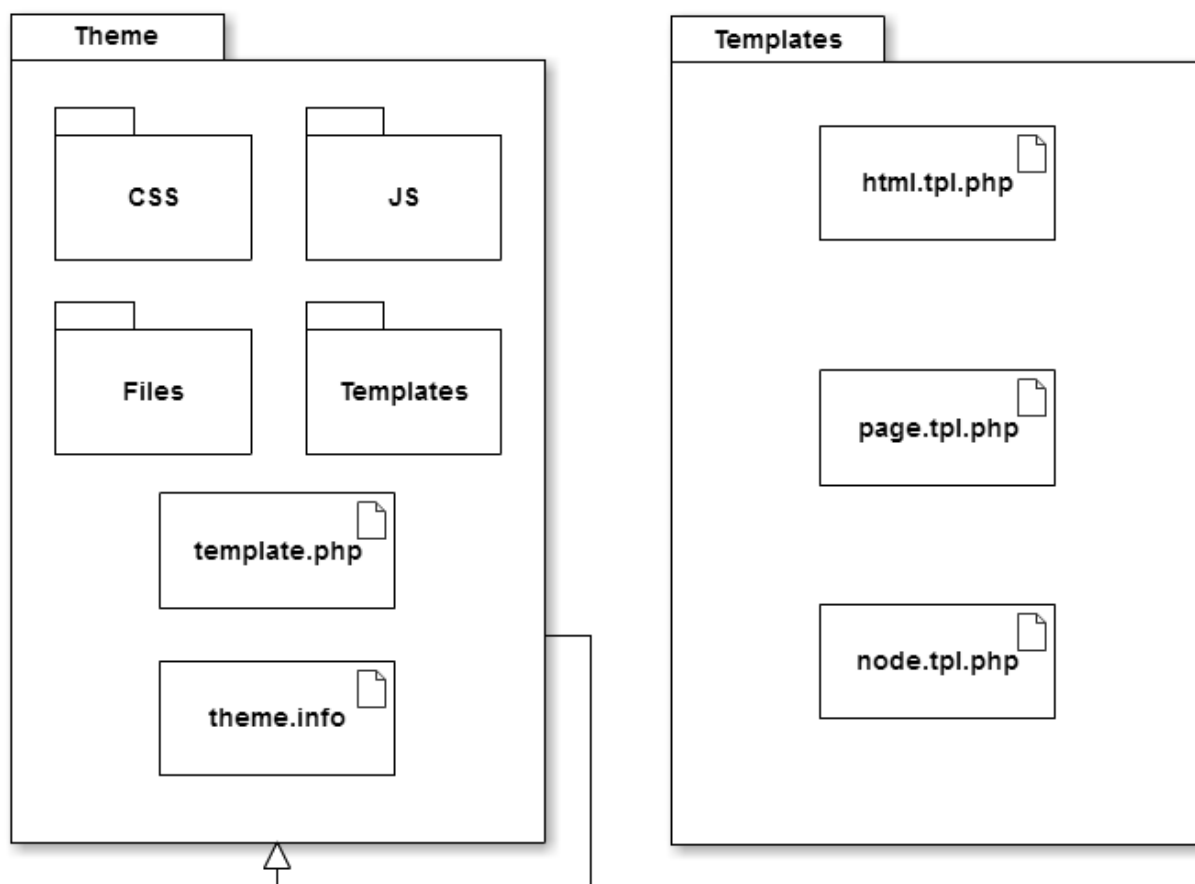 Theme
CSS
JS
Files
Templates
template.php
theme.info
Templates
html.tpl.php
page.tpl.php
node.tpl.php